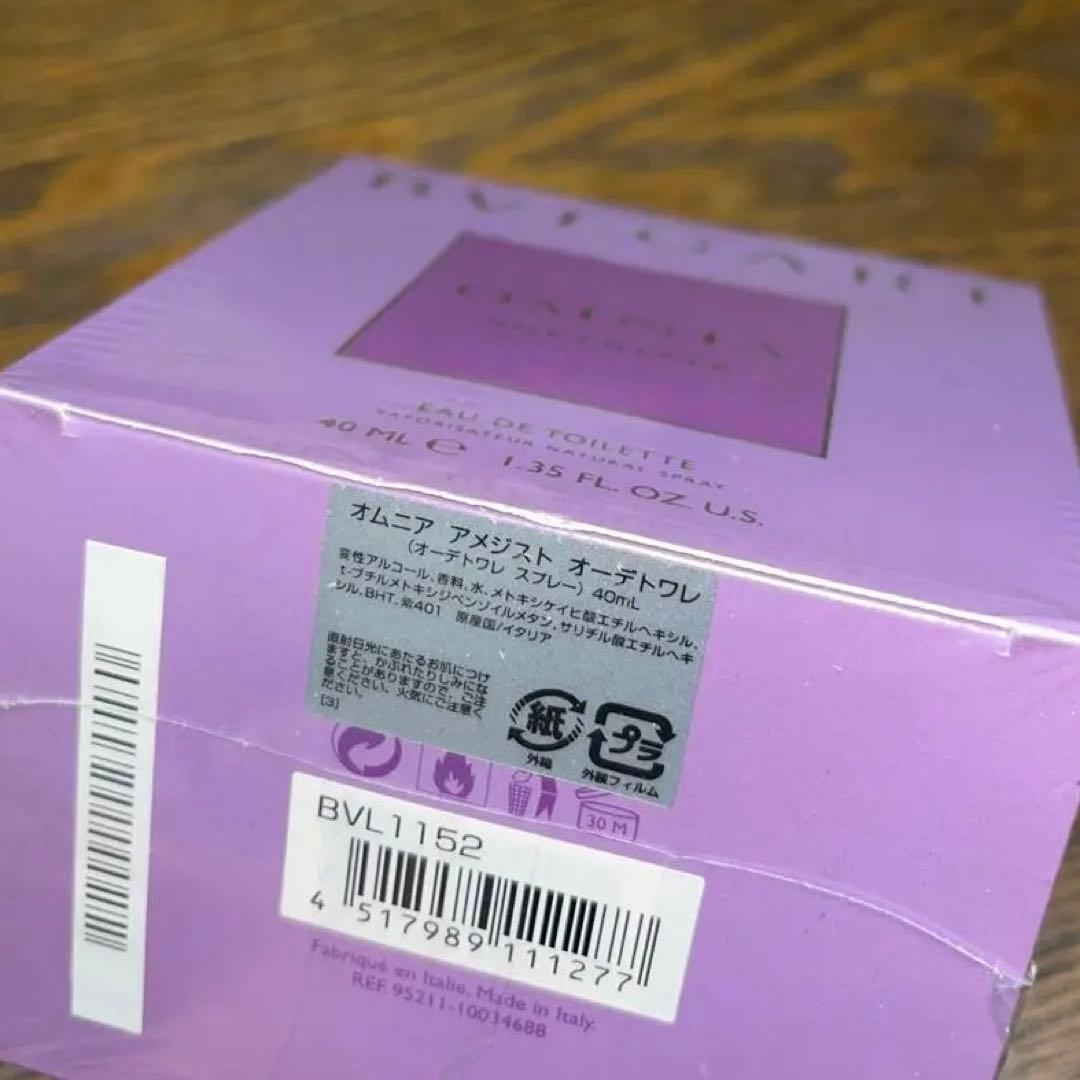 BVLGARI
OMNIA
AMETHYSTE
EAU DE TOILETTE
VAPORISATEUR NATURAL SPRAY
40 ML ℮ 1.35 FL. OZ. U.S.
オムニア アメジスト オーデトワレ
(オーデトワレ スプレー) 40mL
変性アルコール、香料、水、メトキシケイヒ酸エチルヘキシル、
t-ブチルメトキシジベンゾイルメタン、サリチル酸エチルヘキ
シル、BHT、紫401 原産国/イタリア
直射日光にあたるお肌につけ
ますと、かぶれたりしみにな
ることがありますので、ご注
意ください。火気にご注意く
ださい。
[3]
紙
外箱
プラ
外装フィルム
30 M
BVL1152
4 517989 111277
Fabriqué en Italie. Made in Italy.
REF. 95211-10034688